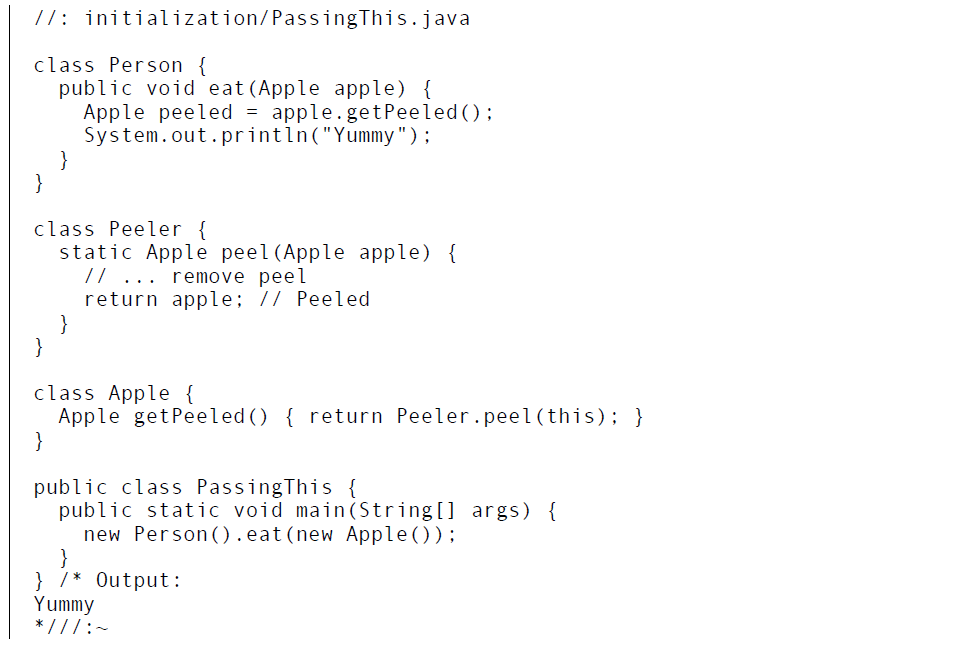 //: initialization/PassingThis.java

class Person {
  public void eat(Apple apple) {
    Apple peeled = apple.getPeeled();
    System.out.println("Yummy");
  }
}

class Peeler {
  static Apple peel(Apple apple) {
    // ... remove peel
    return apple; // Peeled
  }
}

class Apple {
  Apple getPeeled() { return Peeler.peel(this); }
}

public class PassingThis {
  public static void main(String[] args) {
    new Person().eat(new Apple());
  }
} /* Output:
Yummy
*///:~